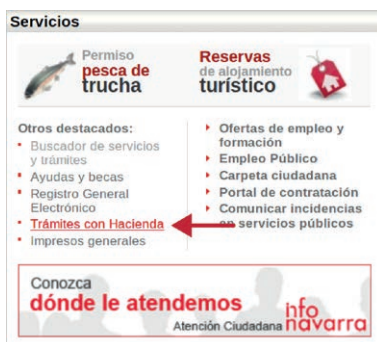 Servicios
Permiso
pesca de
trucha
Reservas
de alojamiento
turístico
Otros destacados:
Buscador de servicios
y trámites
Ayudas y becas
Registro General
Electrónico
Trámites con Hacienda
Impresos generales
Ofertas de empleo y
formación
Empleo Público
Carpeta ciudadana
Portal de contratación
Comunicar incidencias
en servicios públicos
Conozca
dónde le atendemos
Atención Ciudadana
info
navarra